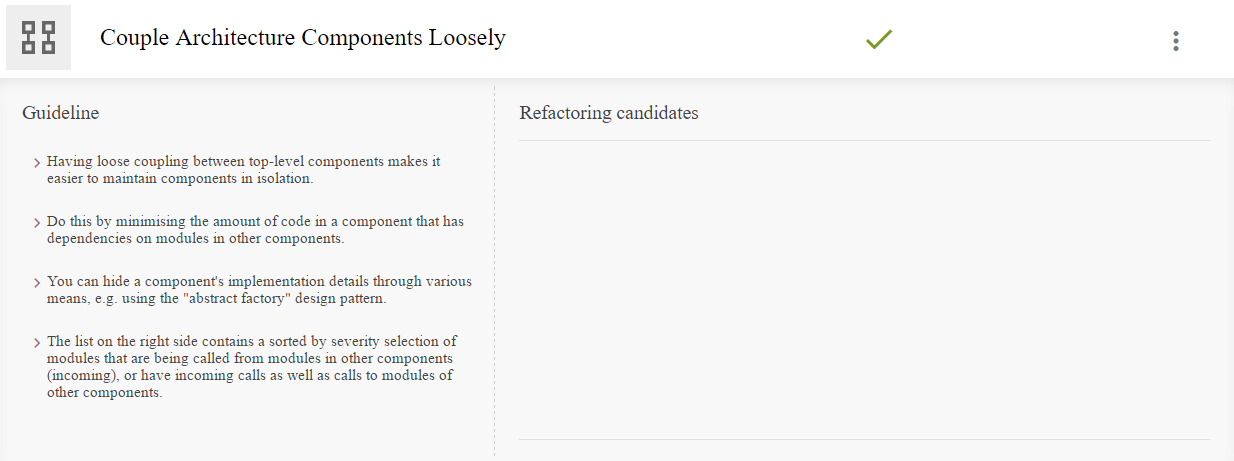 Couple Architecture Components Loosely
Guideline
Having loose coupling between top-level components makes it
easier to maintain components in isolation.
Do this by minimising the amount of code in a component that has
dependencies on modules in other components.
You can hide a component's implementation details through various
means, e.g. using the "abstract factory" design pattern.
The list on the right side contains a sorted by severity selection of
modules that are being called from modules in other components
(incoming), or have incoming calls as well as calls to modules of
other components.
Refactoring candidates